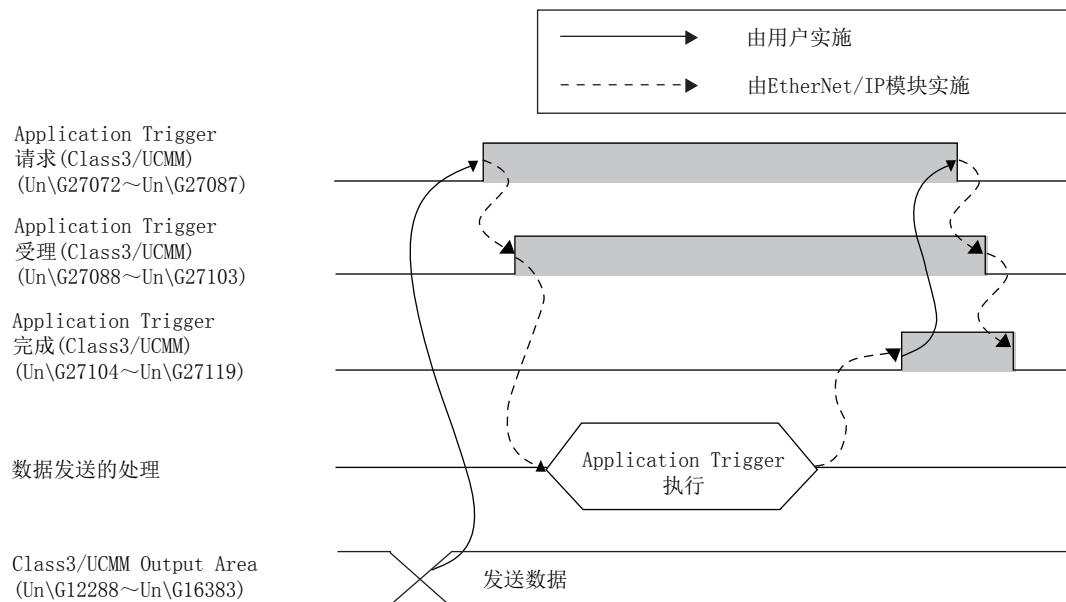 由用户实施
由EtherNet/IP模块实施
Application Trigger
请求(Class3/UCMM)
(Un\G27072～Un\G27087)
Application Trigger
受理(Class3/UCMM)
(Un\G27088～Un\G27103)
Application Trigger
完成(Class3/UCMM)
(Un\G27104～Un\G27119)
数据发送的处理
Application Trigger
执行
Class3/UCMM Output Area
(Un\G12288～Un\G16383)
发送数据